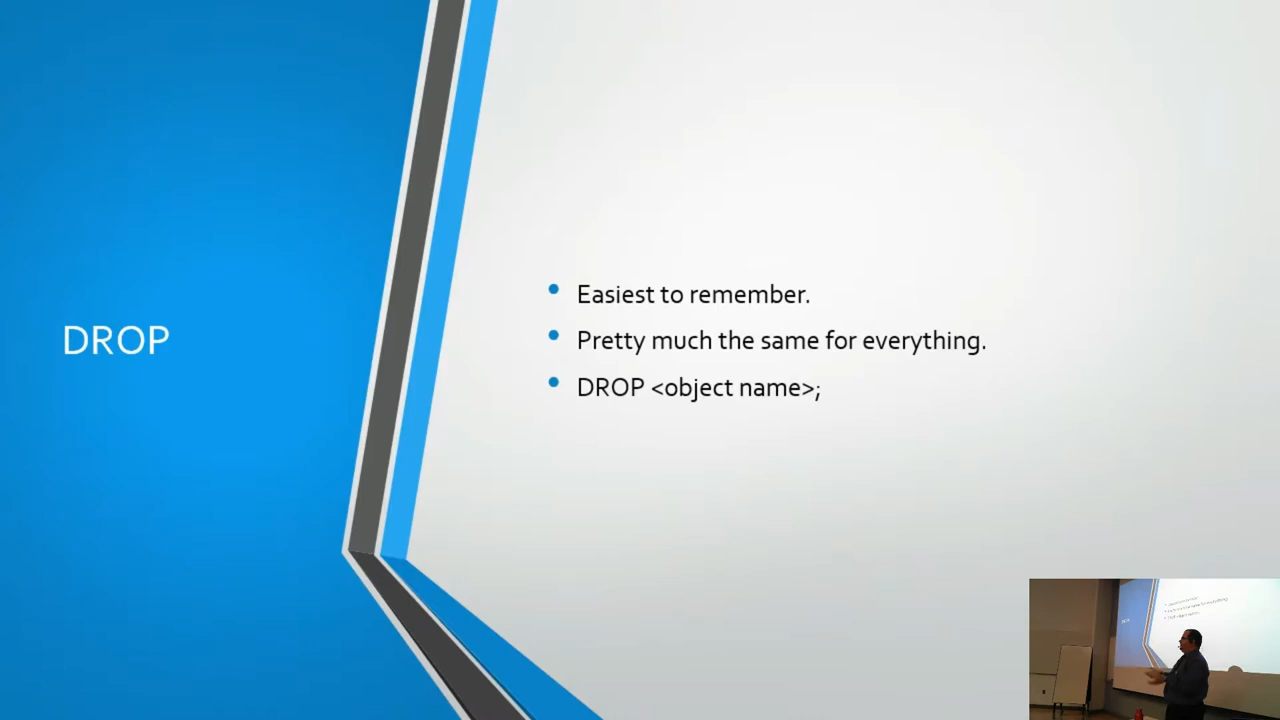 DROP
Easiest to remember.
Pretty much the same for everything.
DROP <object name>;